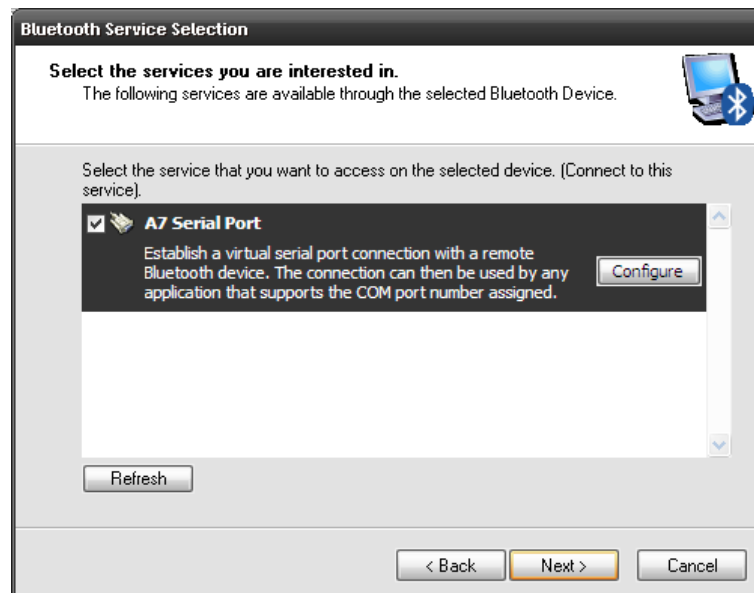 Bluetooth Service Selection
Select the services you are interested in.
The following services are available through the selected Bluetooth Device.
Select the service that you want to access on the selected device. (Connect to this
service).
A7 Serial Port
Establish a virtual serial port connection with a remote
Bluetooth device. The connection can then be used by any
application that supports the COM port number assigned.
Configure
Refresh
< Back
Next >
Cancel